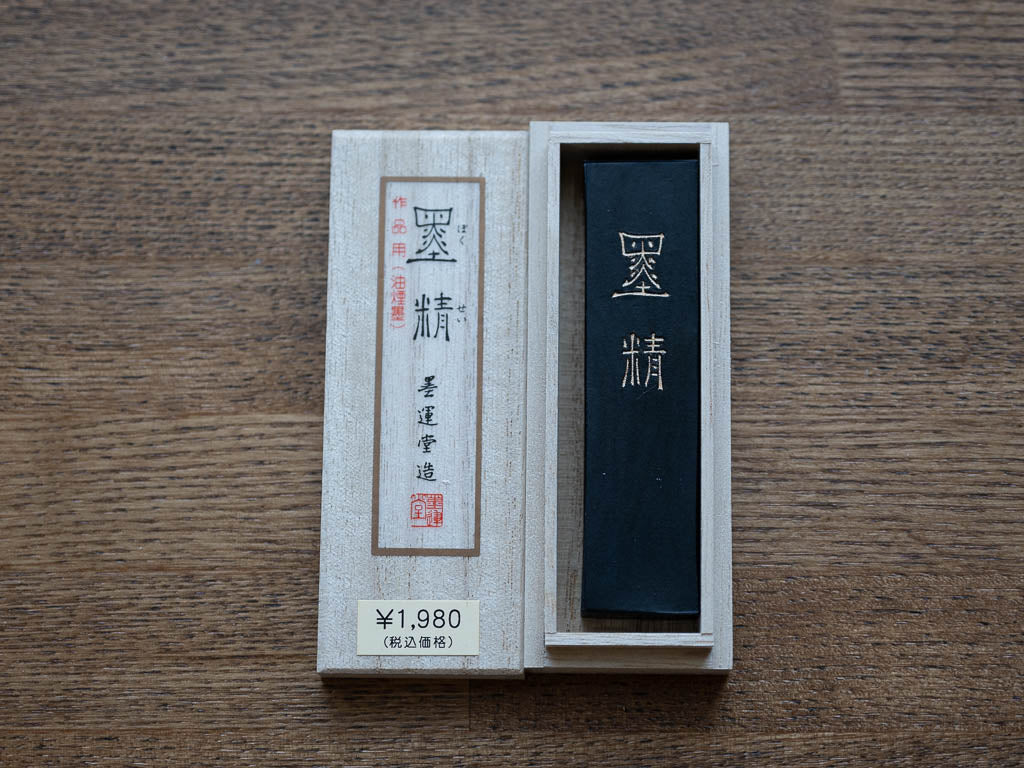 作品用（油煙墨）
墨精
ぼく
せい
墨運堂造
墨運堂
¥1,980
(税込価格)
墨精